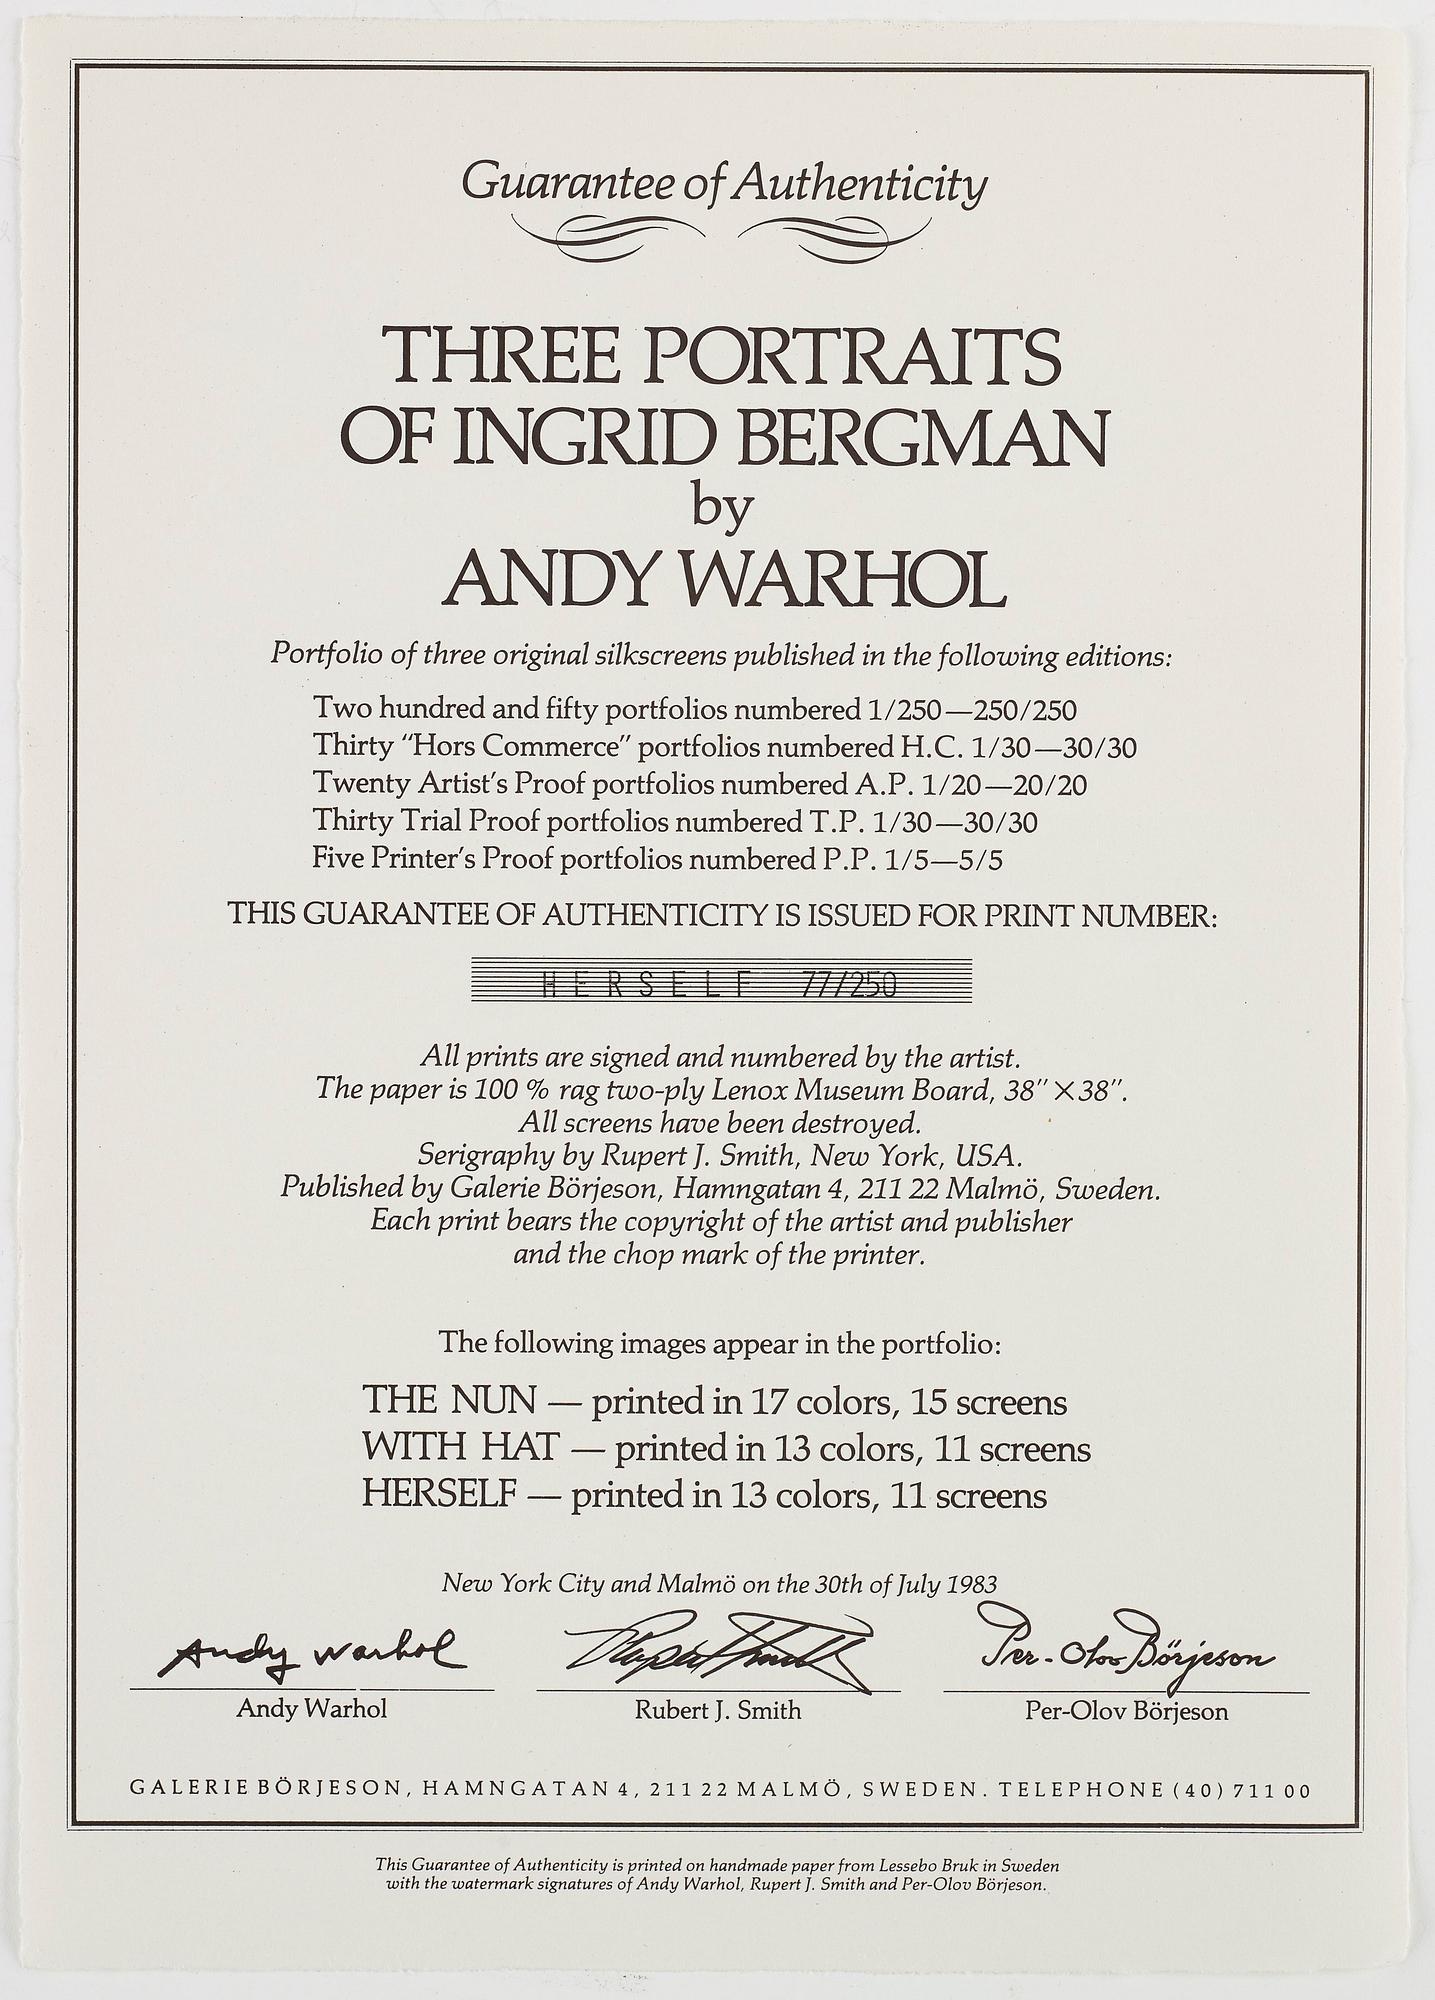 Guarantee of Authenticity
THREE PORTRAITS
OF INGRID BERGMAN
by
ANDY WARHOL
Portfolio of three original silkscreens published in the following editions:
Two hundred and fifty portfolios numbered 1/250—250/250
Thirty “Hors Commerce” portfolios numbered H.C. 1/30—30/30
Twenty Artist’s Proof portfolios numbered A.P. 1/20—20/20
Thirty Trial Proof portfolios numbered T.P. 1/30—30/30
Five Printer’s Proof portfolios numbered P.P. 1/5—5/5
THIS GUARANTEE OF AUTHENTICITY IS ISSUED FOR PRINT NUMBER:
HERSELF 77/250
All prints are signed and numbered by the artist.
The paper is 100 % rag two-ply Lenox Museum Board, 38″×38″.
All screens have been destroyed.
Serigraphy by Rupert J. Smith, New York, USA.
Published by Galerie Börjeson, Hamngatan 4, 211 22 Malmö, Sweden.
Each print bears the copyright of the artist and publisher
and the chop mark of the printer.
The following images appear in the portfolio:
THE NUN — printed in 17 colors, 15 screens
WITH HAT — printed in 13 colors, 11 screens
HERSELF — printed in 13 colors, 11 screens
New York City and Malmö on the 30th of July 1983
Andy Warhol Rupert Smith Per-Olov Börjeson
Andy Warhol Rubert J. Smith Per-Olov Börjeson
GALERIE BÖRJESON, HAMNGATAN 4, 211 22 MALMÖ, SWEDEN. TELEPHONE (40) 711 00
This Guarantee of Authenticity is printed on handmade paper from Lessebo Bruk in Sweden
with the watermark signatures of Andy Warhol, Rupert J. Smith and Per-Olov Börjeson.